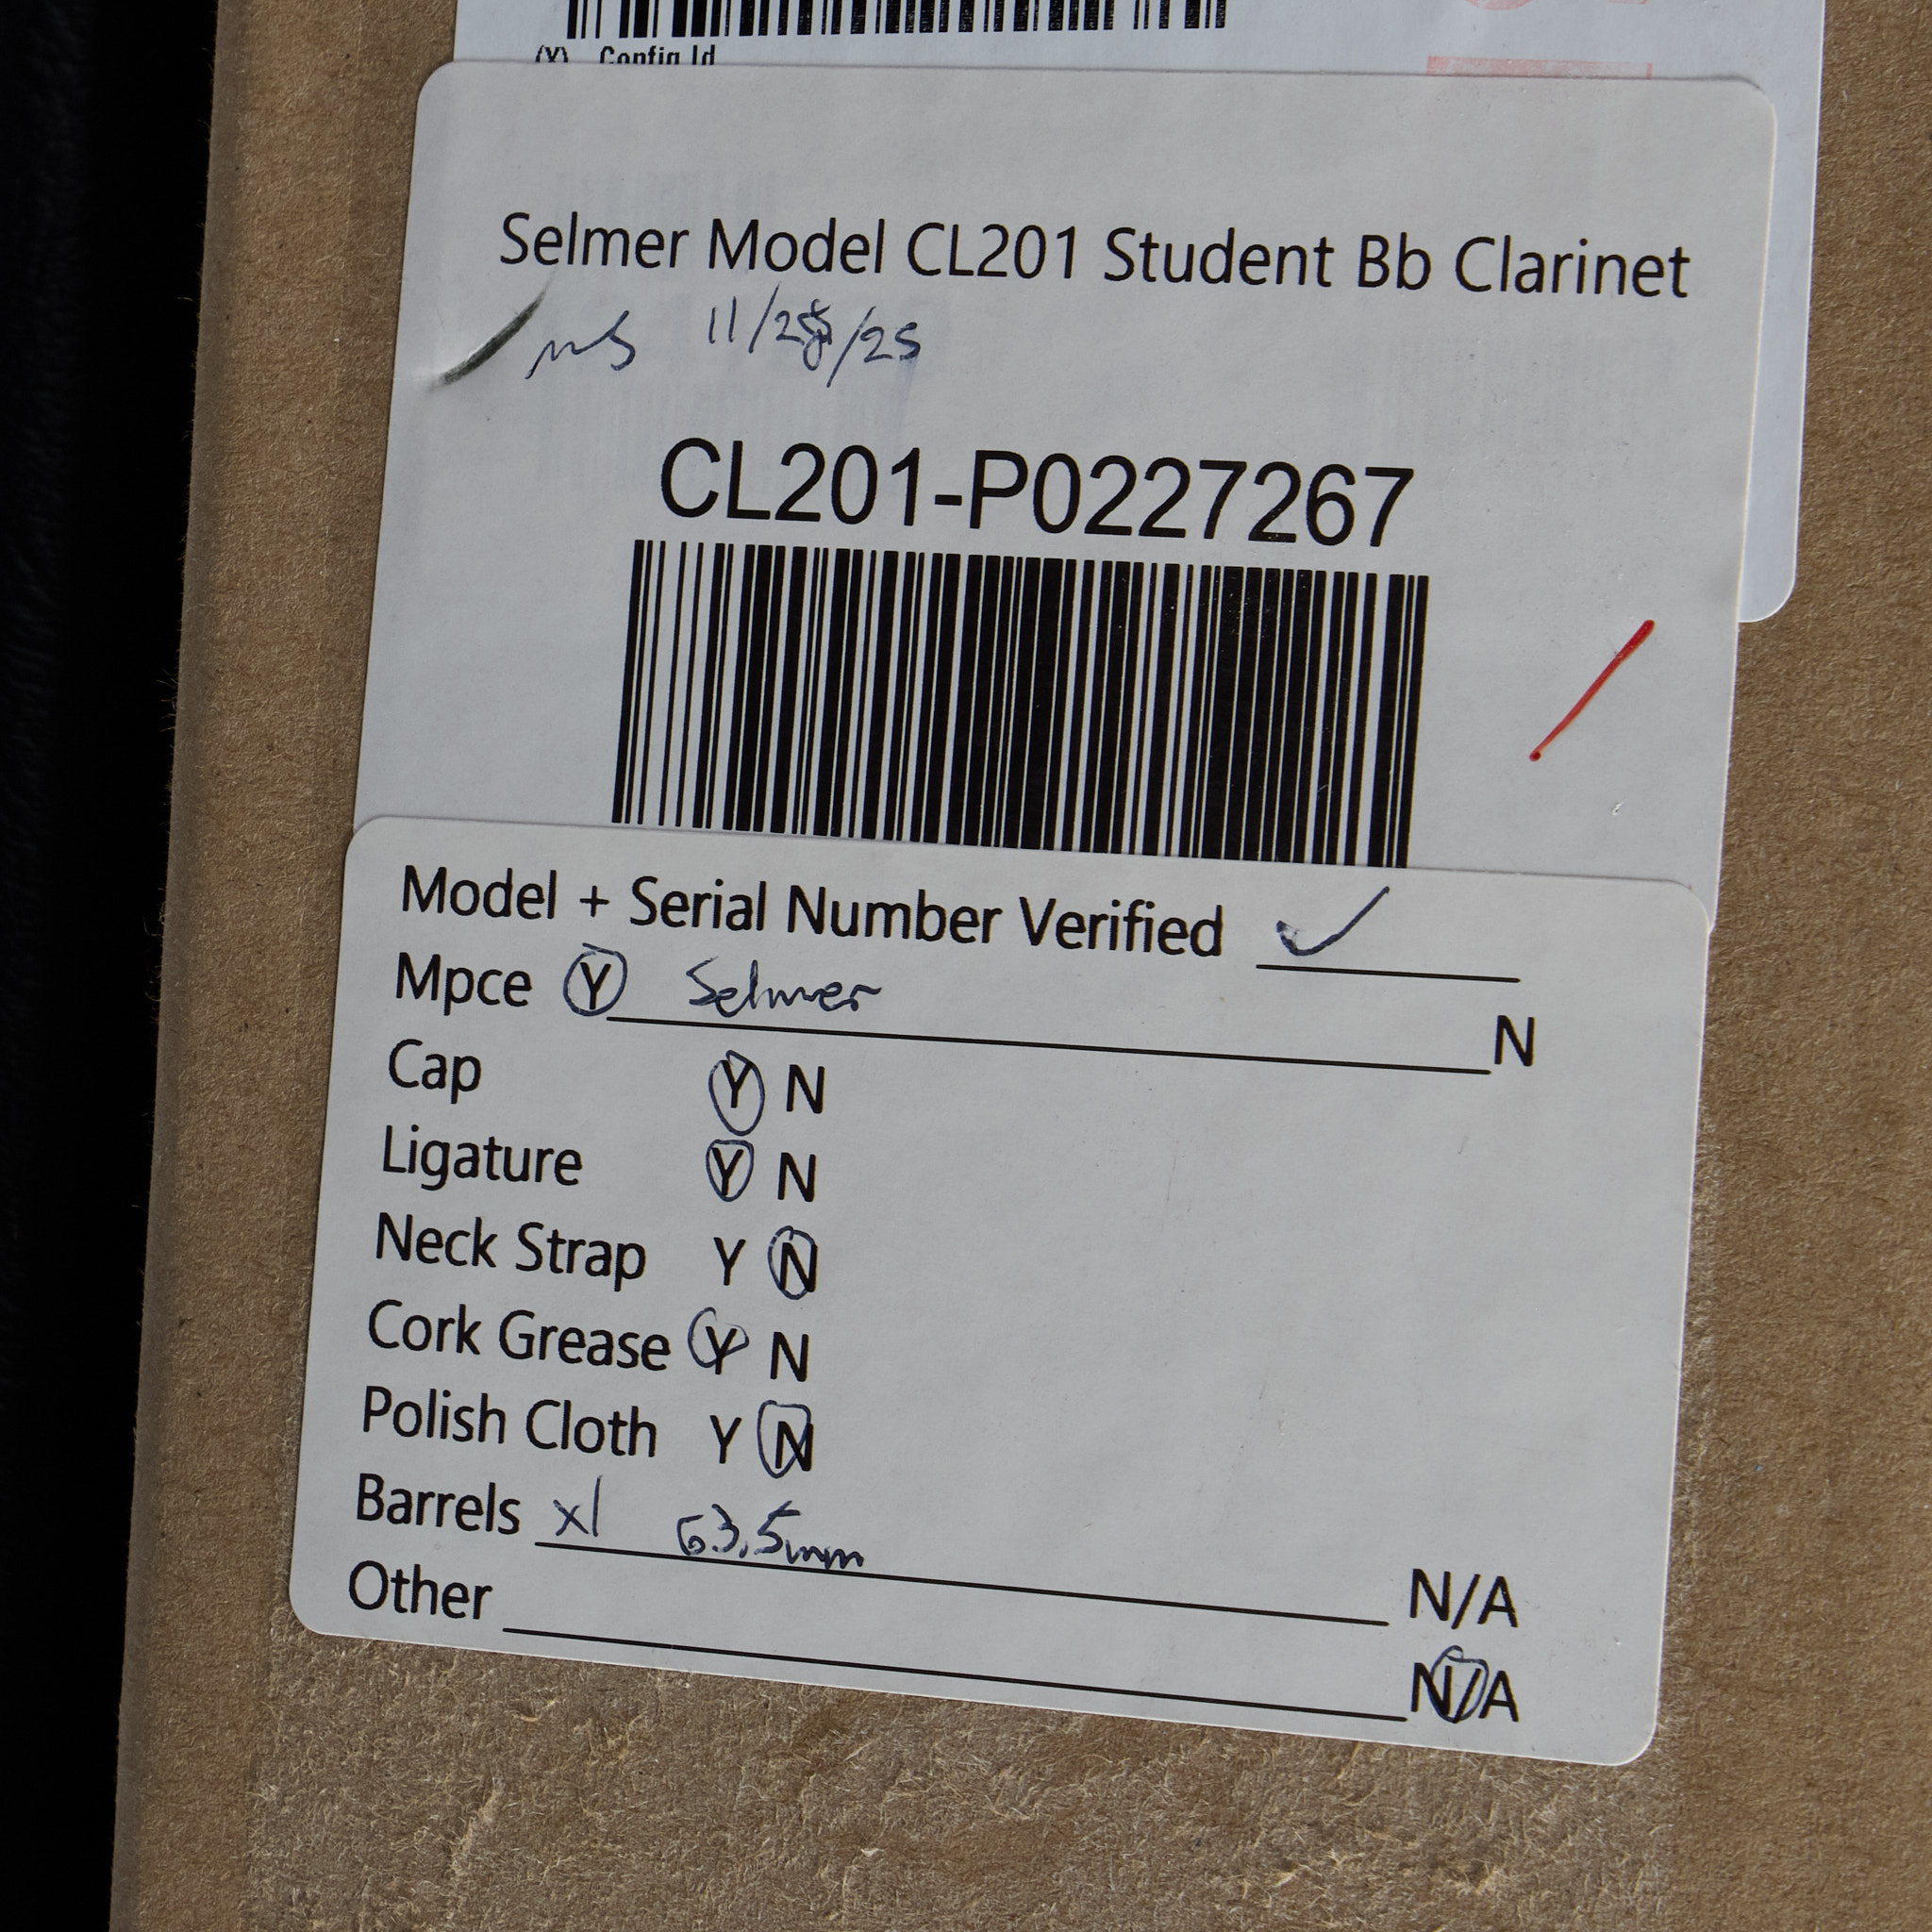 (Y) Config Id
Selmer Model CL201 Student Bb Clarinet
11/28/25
CL201-P0227267
Model + Serial Number Verified ✓
Mpce Y Selmer N
Cap Y N
Ligature Y N
Neck Strap Y N
Cork Grease Y N
Polish Cloth Y N
Barrels x1 63.5mm N/A
Other N/A